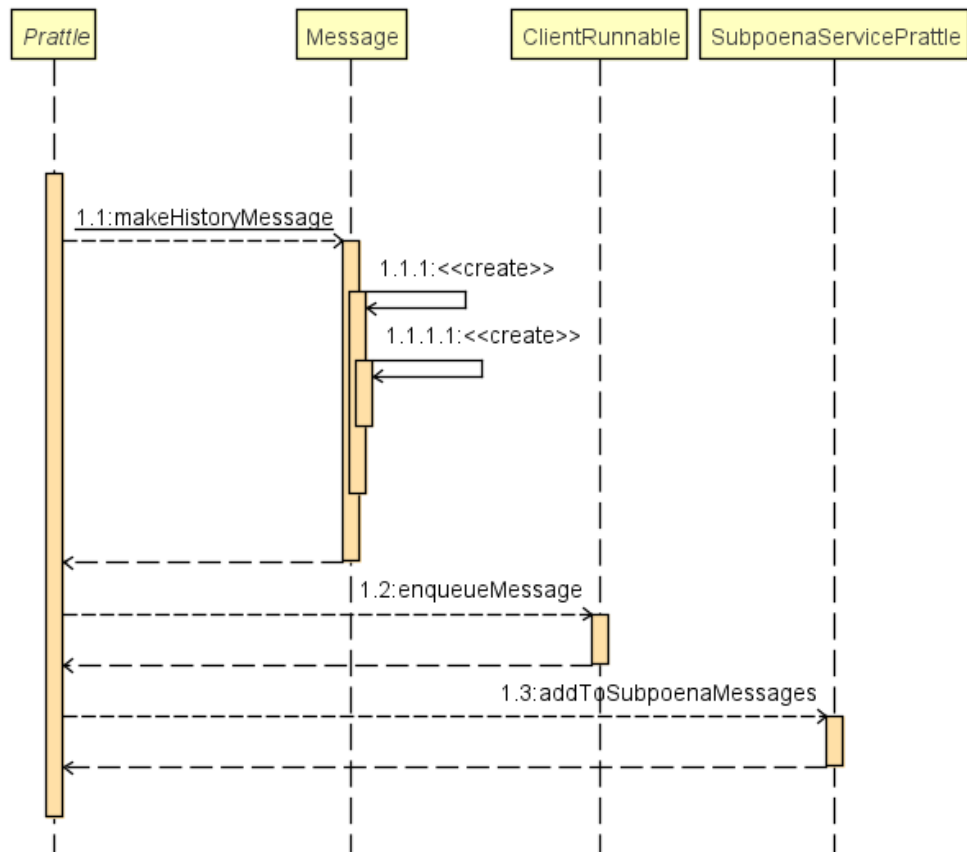 Prattle
Message
ClientRunnable
SubpoenaServicePrattle
1.1:makeHistoryMessage
1.1.1:<<create>>
1.1.1.1:<<create>>
1.2:enqueueMessage
1.3:addToSubpoenaMessages